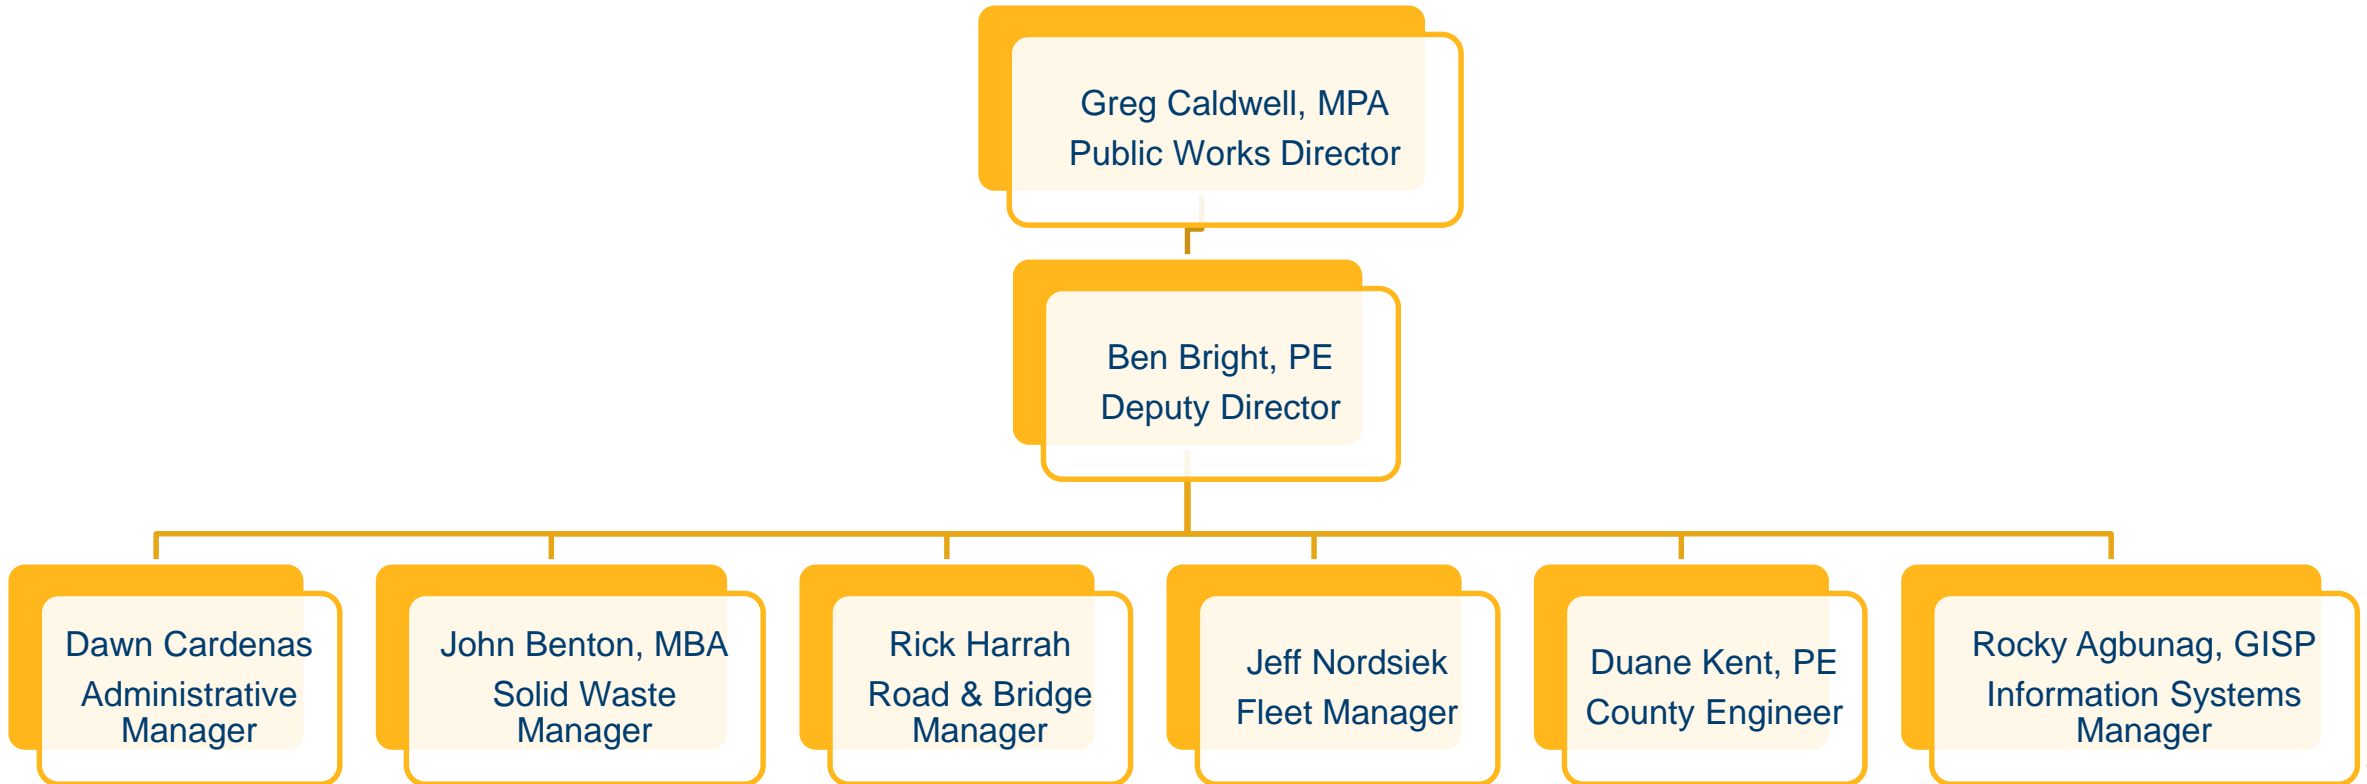 Greg Caldwell, MPA
Public Works Director
Ben Bright, PE
Deputy Director
Dawn Cardenas
Administrative
Manager
John Benton, MBA
Solid Waste
Manager
Rick Harrah
Road & Bridge
Manager
Jeff Nordsiek
Fleet Manager
Duane Kent, PE
County Engineer
Rocky Agbunag, GISP
Information Systems
Manager